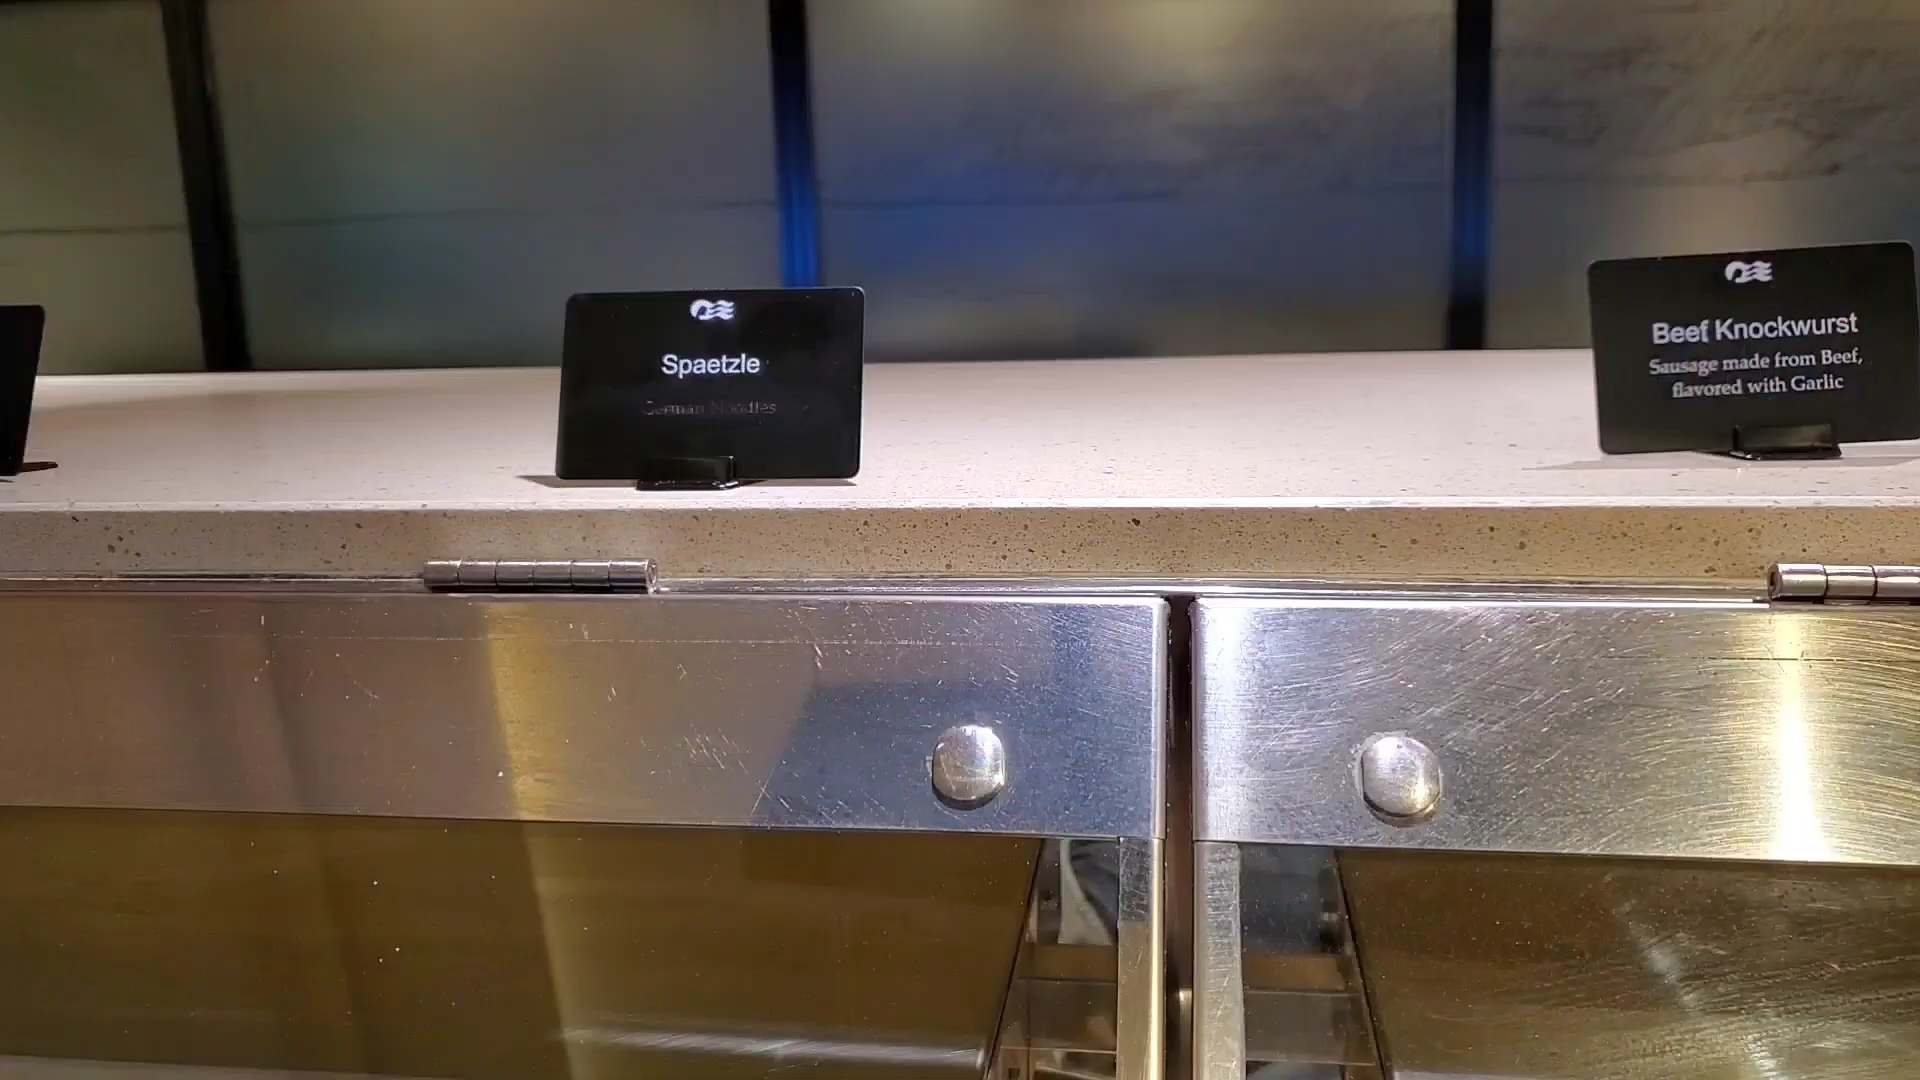 Spaetzle
German Noodles
Beef Knockwurst
Sausage made from Beef,
flavored with Garlic